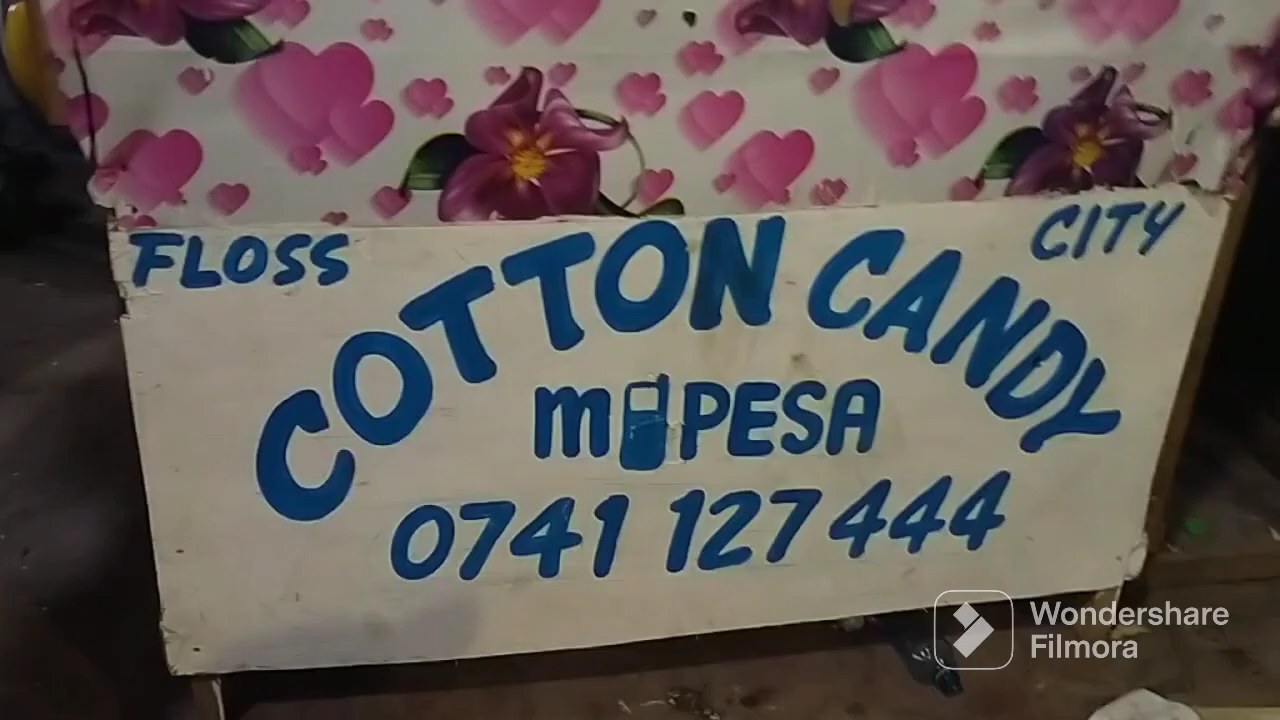 FLOSS CITY
COTTON CANDY
M PESA
0741 127 444
Wondershare
Filmora